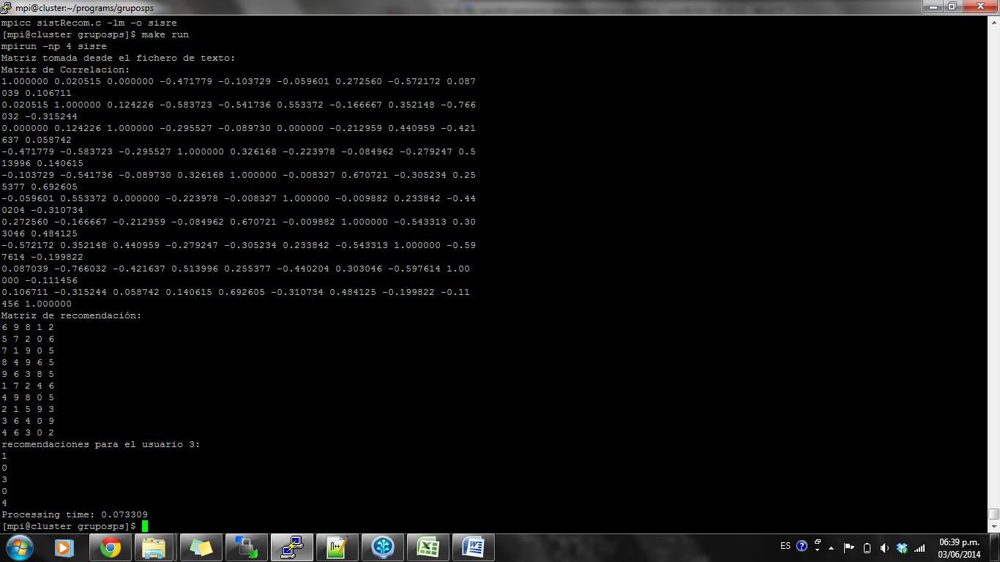 mpi@cluster:~/programs/gruposps
mpicc sistRecom.c -lm -o sisre
[mpi@cluster gruposps]$ make run
mpirun -np 4 sisre
Matriz tomada desde el fichero de texto:
Matriz de Correlacion:
1.000000 0.020515 0.000000 -0.471779 -0.103729 -0.059601 0.272560 -0.572172 0.087
039 0.106711
0.020515 1.000000 0.124226 -0.583723 -0.541736 0.553372 -0.166667 0.352148 -0.766
032 -0.315244
0.000000 0.124226 1.000000 -0.295527 -0.089730 0.000000 -0.212959 0.440959 -0.421
637 0.058742
-0.471779 -0.583723 -0.295527 1.000000 0.326168 -0.223978 -0.084962 -0.279247 0.5
13996 0.140615
-0.103729 -0.541736 -0.089730 0.326168 1.000000 -0.008327 0.670721 -0.305234 0.25
5377 0.692605
-0.059601 0.553372 0.000000 -0.223978 -0.008327 1.000000 -0.009882 0.233842 -0.44
0204 -0.310734
0.272560 -0.166667 -0.212959 -0.084962 0.670721 -0.009882 1.000000 -0.543313 0.30
3046 0.484125
-0.572172 0.352148 0.440959 -0.279247 -0.305234 0.233842 -0.543313 1.000000 -0.59
7614 -0.199822
0.087039 -0.766032 -0.421637 0.513996 0.255377 -0.440204 0.303046 -0.597614 1.00
000 -0.111456
0.106711 -0.315244 0.058742 0.140615 0.692605 -0.310734 0.484125 -0.199822 -0.11
456 1.000000
Matriz de recomendación:
6 9 8 1 2
5 7 2 0 6
7 1 9 0 5
8 4 9 6 5
9 6 3 8 5
1 7 2 4 6
4 9 8 0 5
2 1 5 9 3
3 6 4 0 9
4 6 3 0 2
recomendaciones para el usuario 3:
1
0
3
0
4
Processing time: 0.073309
[mpi@cluster gruposps]$
ES
06:39 p.m.
03/06/2014